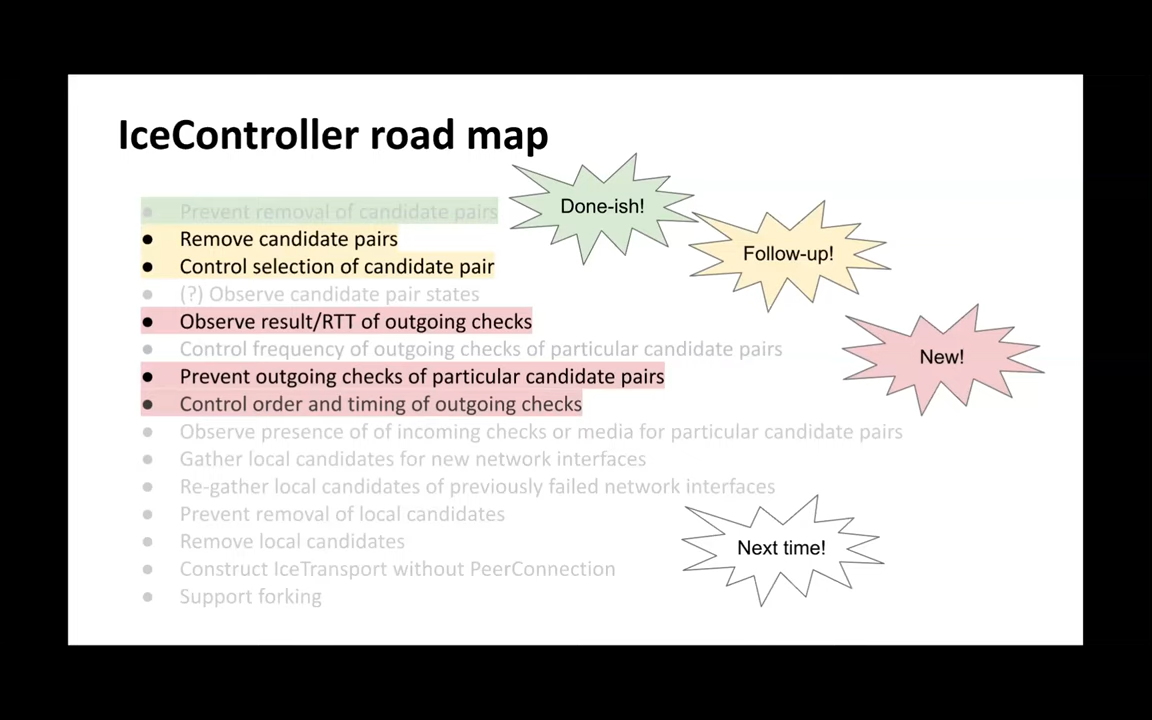 IceController road map
● Prevent removal of candidate pairs
Done-ish!
● Remove candidate pairs
Follow-up!
● Control selection of candidate pair
● (?) Observe candidate pair states
● Observe result/RTT of outgoing checks
● Control frequency of outgoing checks of particular candidate pairs
New!
● Prevent outgoing checks of particular candidate pairs
● Control order and timing of outgoing checks
● Observe presence of of incoming checks or media for particular candidate pairs
● Gather local candidates for new network interfaces
● Re-gather local candidates of previously failed network interfaces
● Prevent removal of local candidates
● Remove local candidates
Next time!
● Construct IceTransport without PeerConnection
● Support forking